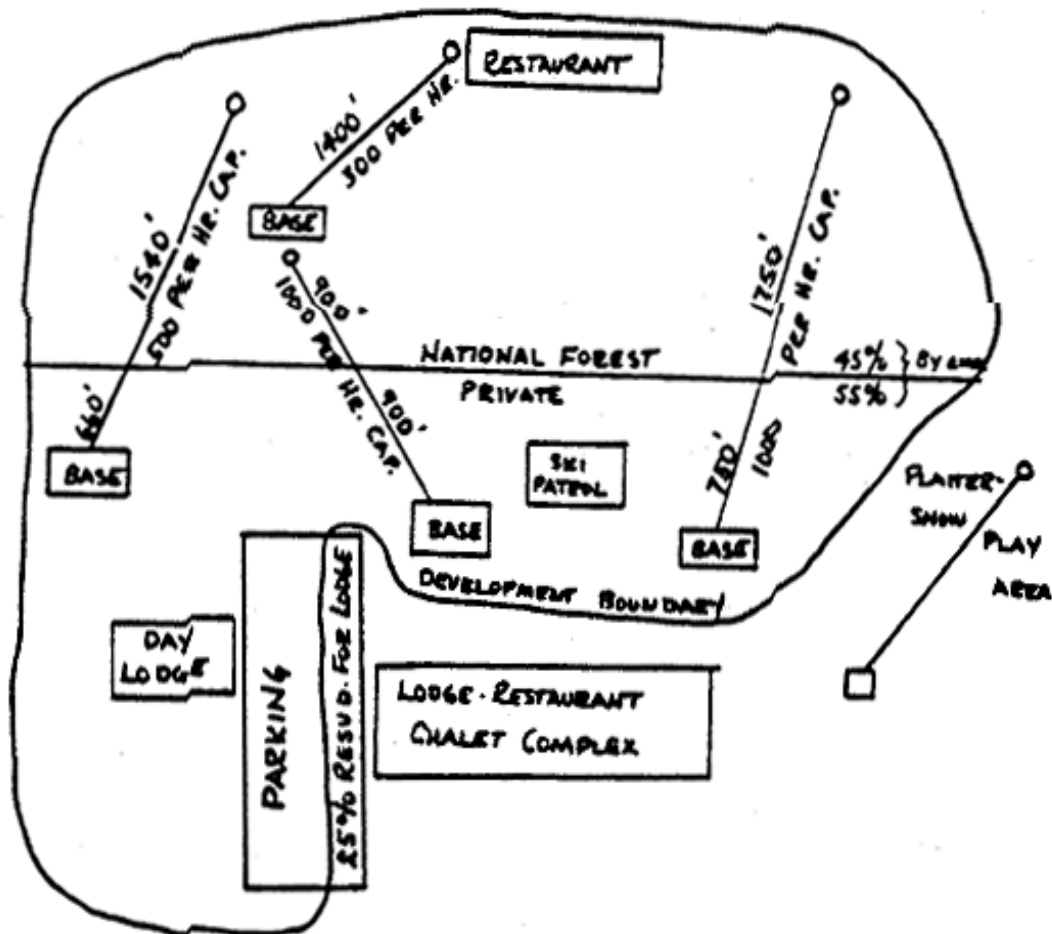 RESTAURANT
1400'
300 PER HR.
BASE
1540'
500 PER HR. CAP.
660'
BASE
900'
1000 PER HR. CAP.
900'
BASE
1750'
PER HR. CAP.
750'
1000
BASE
NATIONAL FOREST
PRIVATE
45%
55%
BY
SKI
PATROL
SNOW
PLAY
AREA
DEVELOPMENT BOUNDARY
DAY
LODGE
PARKING
25% RESVD. FOR LODGE
LODGE-RESTAURANT
CHALET COMPLEX